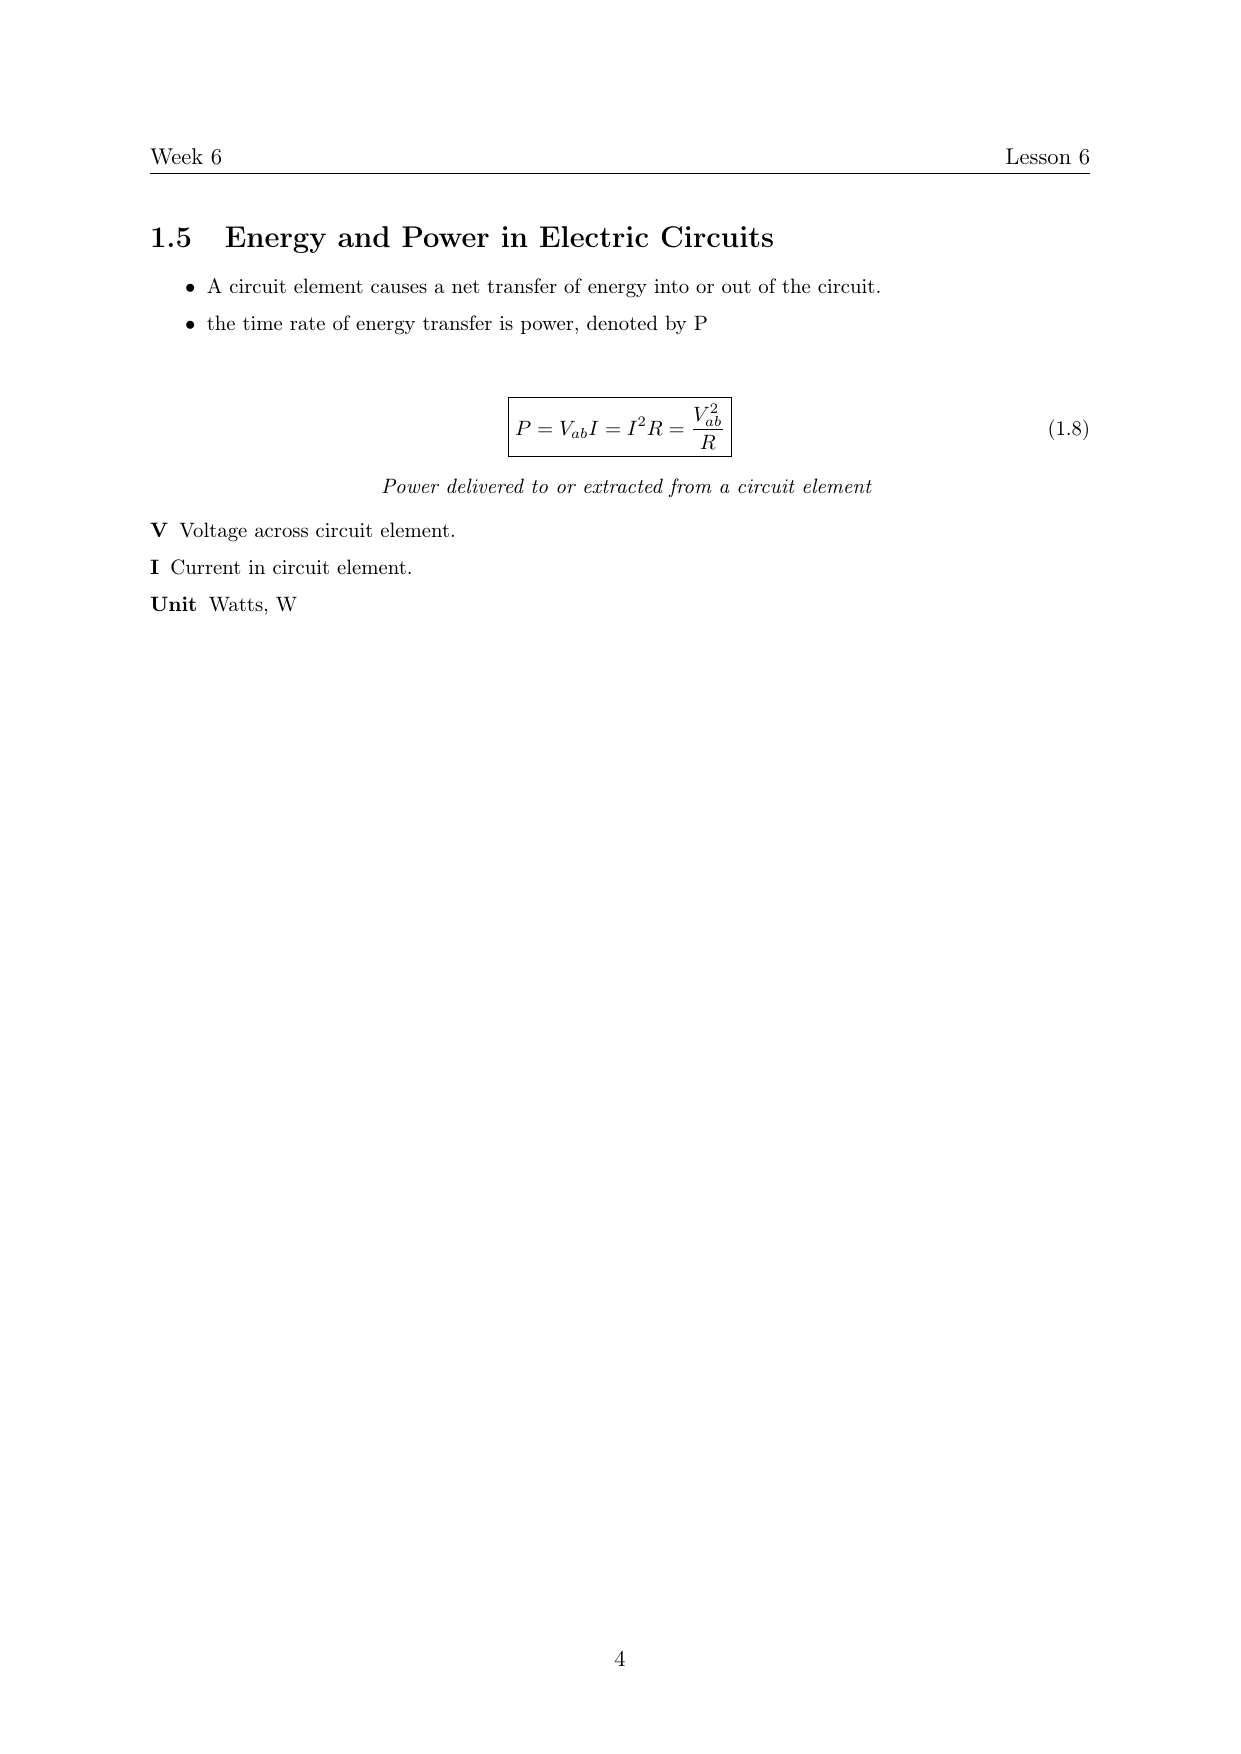 Week 6 Lesson 6
1.5 Energy and Power in Electric Circuits
• A circuit element causes a net transfer of energy into or out of the circuit.
• the time rate of energy transfer is power, denoted by P
$P = V_{ab}I = I^2R = \frac{V_{ab}^2}{R}$ (1.8)
Power delivered to or extracted from a circuit element
V Voltage across circuit element.
I Current in circuit element.
Unit Watts, W
4